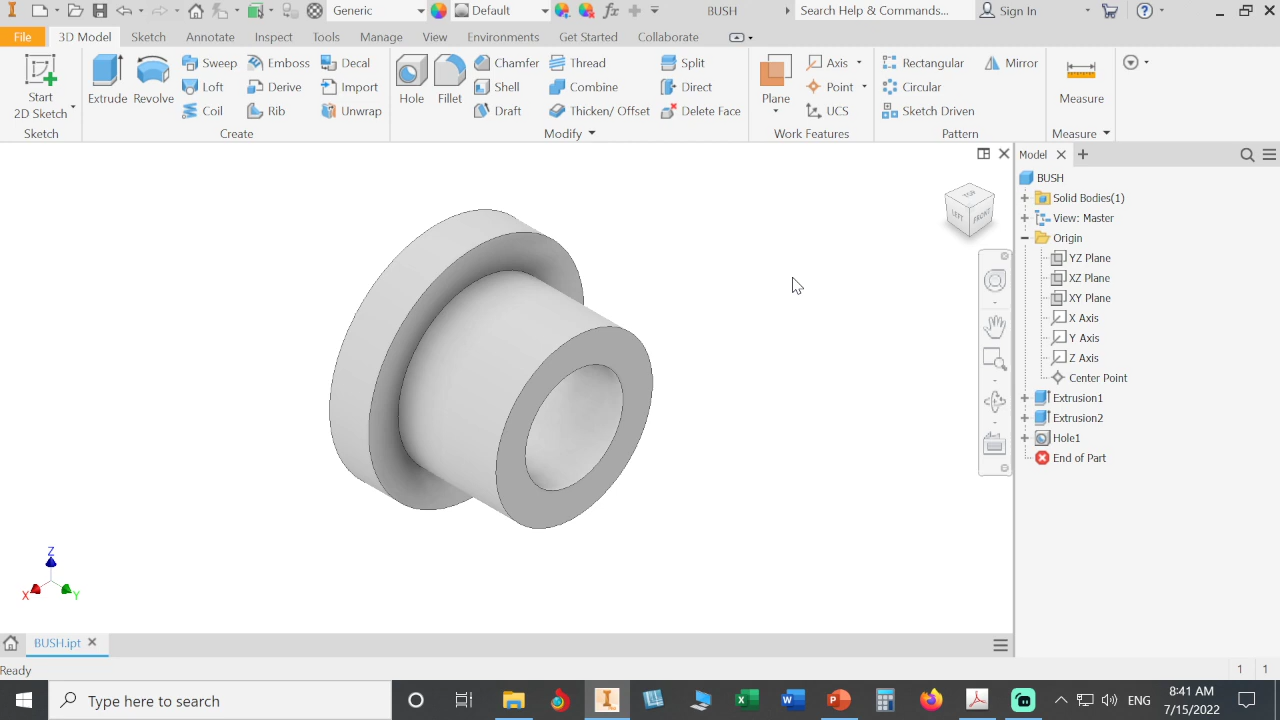 Generic Default fx BUSH Search Help & Commands... Sign In
File 3D Model Sketch Annotate Inspect Tools Manage View Environments Get Started Collaborate
Start
2D Sketch
Extrude Revolve
Sweep Emboss Decal
Loft Derive Import
Coil Rib Unwrap
Hole Fillet
Chamfer Thread Split
Shell Combine Direct
Draft Thicken/ Offset Delete Face
Plane
Axis
Point
UCS
Rectangular Mirror
Circular
Sketch Driven
Measure
Sketch Create Modify Work Features Pattern Measure
Model
BUSH
Solid Bodies(1)
View: Master
Origin
YZ Plane
XZ Plane
XY Plane
X Axis
Y Axis
Z Axis
Center Point
Extrusion1
Extrusion2
Hole1
End of Part
TOP
LEFT FRONT
Z
X Y
BUSH.ipt
Ready 1 1
Type here to search
ENG
8:41 AM
7/15/2022